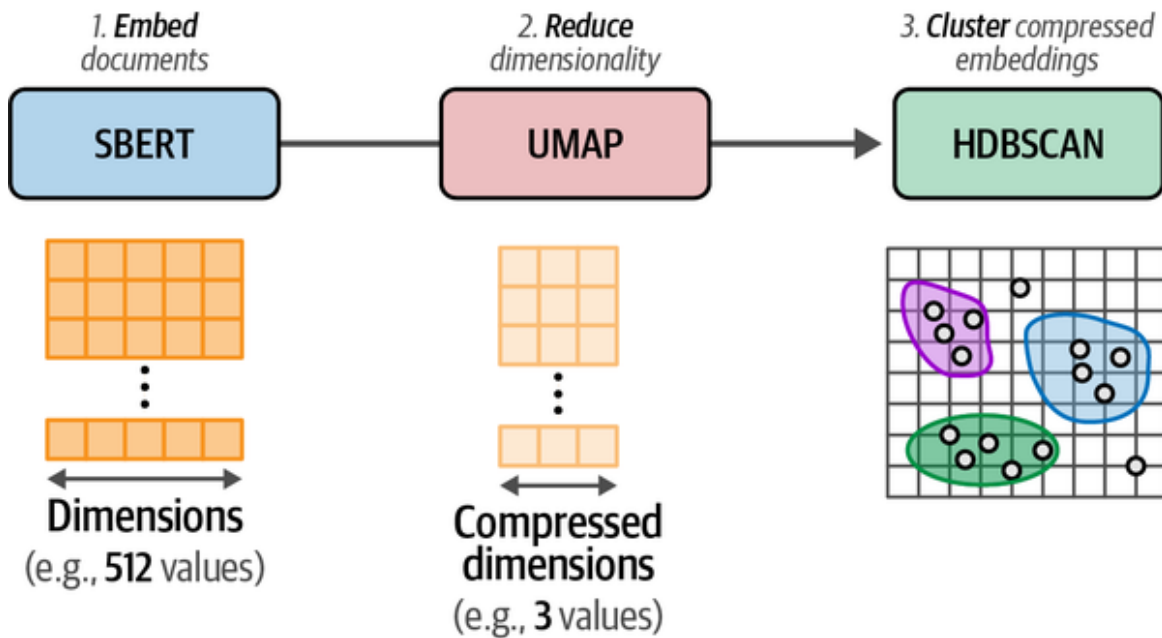 1. Embed
documents
2. Reduce
dimensionality
3. Cluster compressed
embeddings
SBERT
UMAP
HDBSCAN
Dimensions
(e.g., 512 values)
Compressed
dimensions
(e.g., 3 values)